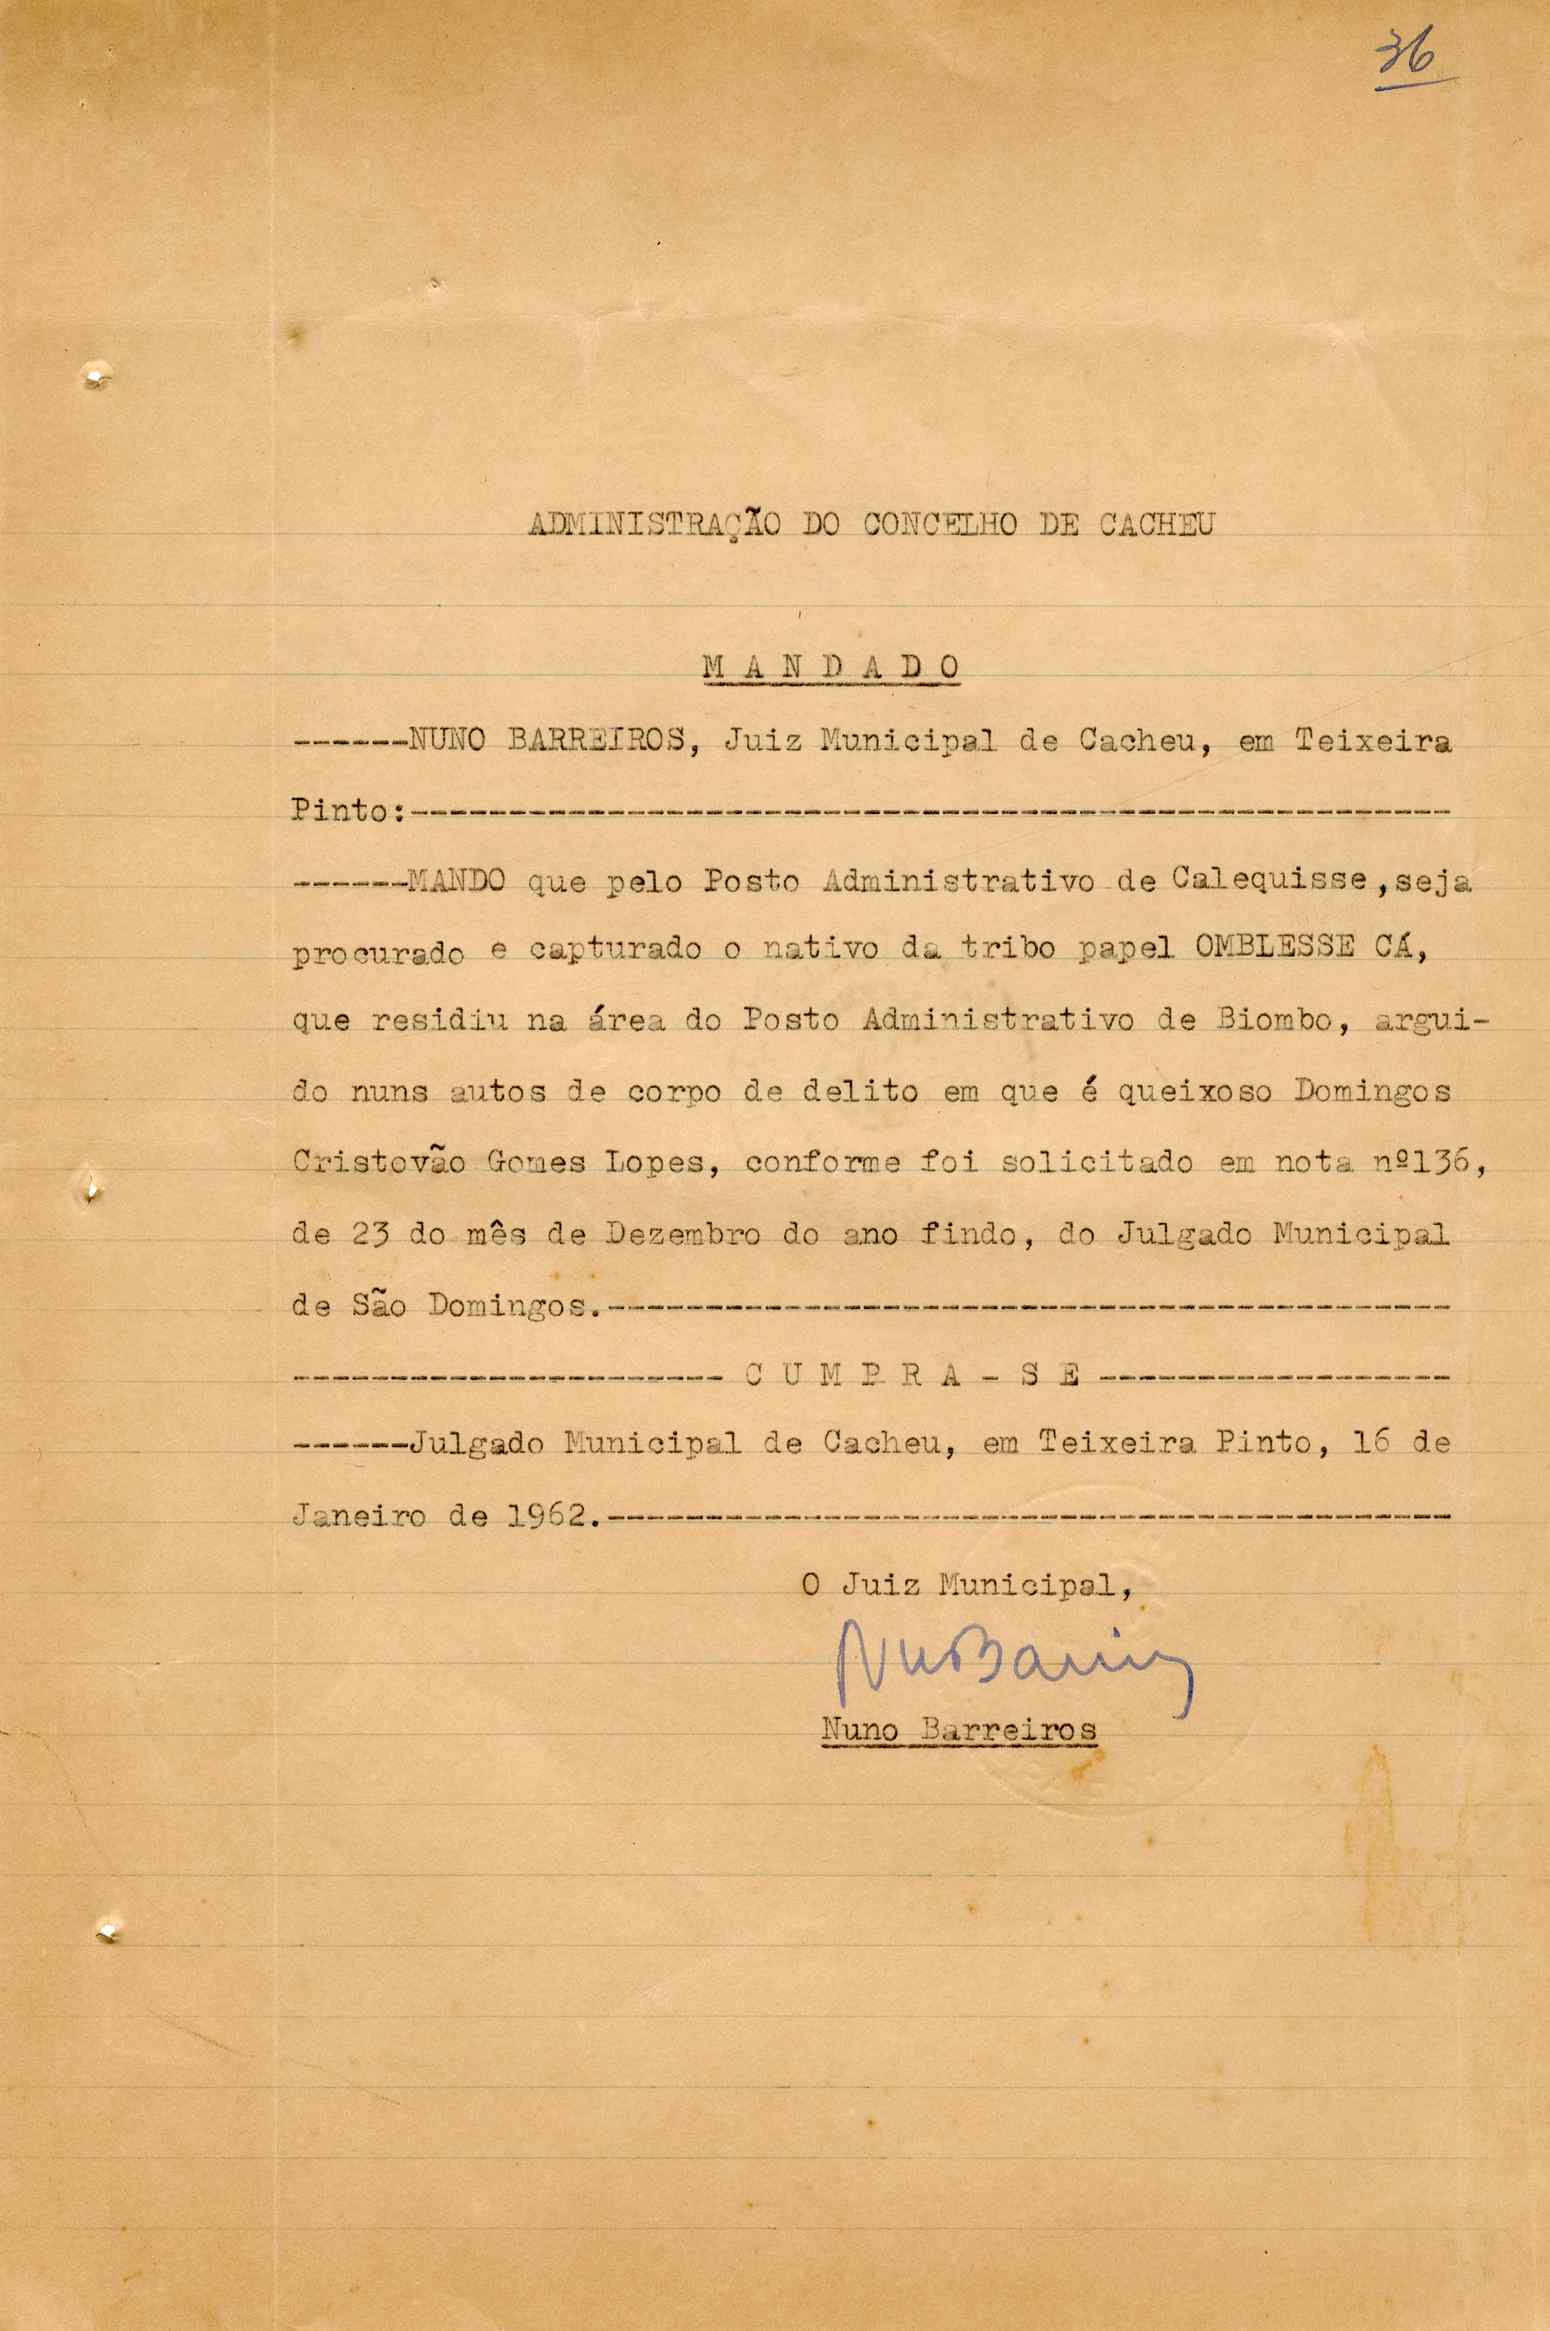 36
ADMINISTRAÇÃO DO CONCELHO DE CACHEU
M A N D A D O
------NUNO BARREIROS, Juiz Municipal de Cacheu, em Teixeira
Pinto:-----------------------------------------------------
------MANDO que pelo Posto Administrativo de Calequisse,seja
procurado e capturado o nativo da tribo papel OMBLESSE CÁ,
que residiu na área do Posto Administrativo de Biombo, argui-
do nuns autos de corpo de delito em que é queixoso Domingos
Cristovão Gomes Lopes, conforme foi solicitado em nota nº136,
de 23 do mês de Dezembro do ano findo, do Julgado Municipal
de São Domingos.-------------------------------------------
---------------------- C U M P R A - S E ------------------
------Julgado Municipal de Cacheu, em Teixeira Pinto, 16 de
Janeiro de 1962.-------------------------------------------
O Juiz Municipal,
Nuno Barreiros